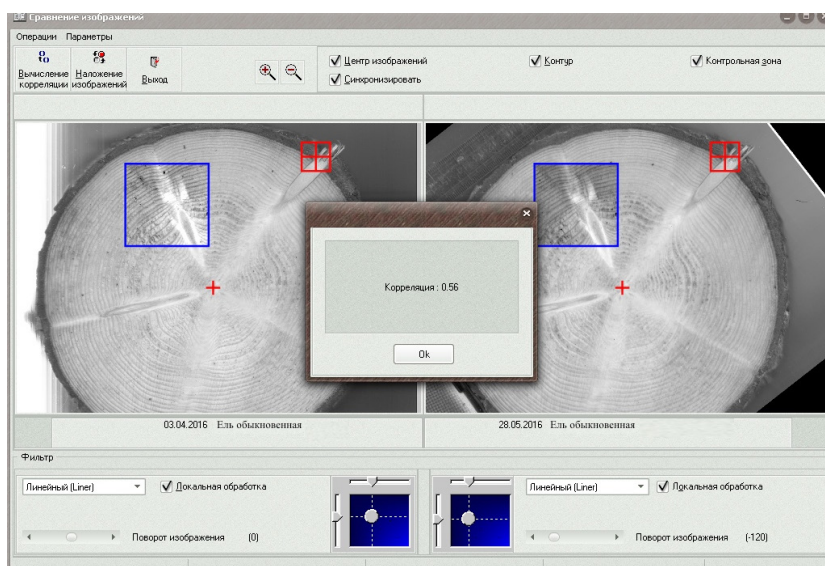 Сравнение изображений
Операции Параметры
Вычисление корреляции
Наложение изображений
Выход
Центр изображений
Контур
Контрольная зона
Синхронизировать
Корреляция : 0.56
Ok
03.04.2016 Ель обыкновенная
28.05.2016 Ель обыкновенная
Фильтр
Линейный (Liner)
Локальная обработка
Линейный (Liner)
Локальная обработка
Поворот изображения (0)
Поворот изображения (-120)